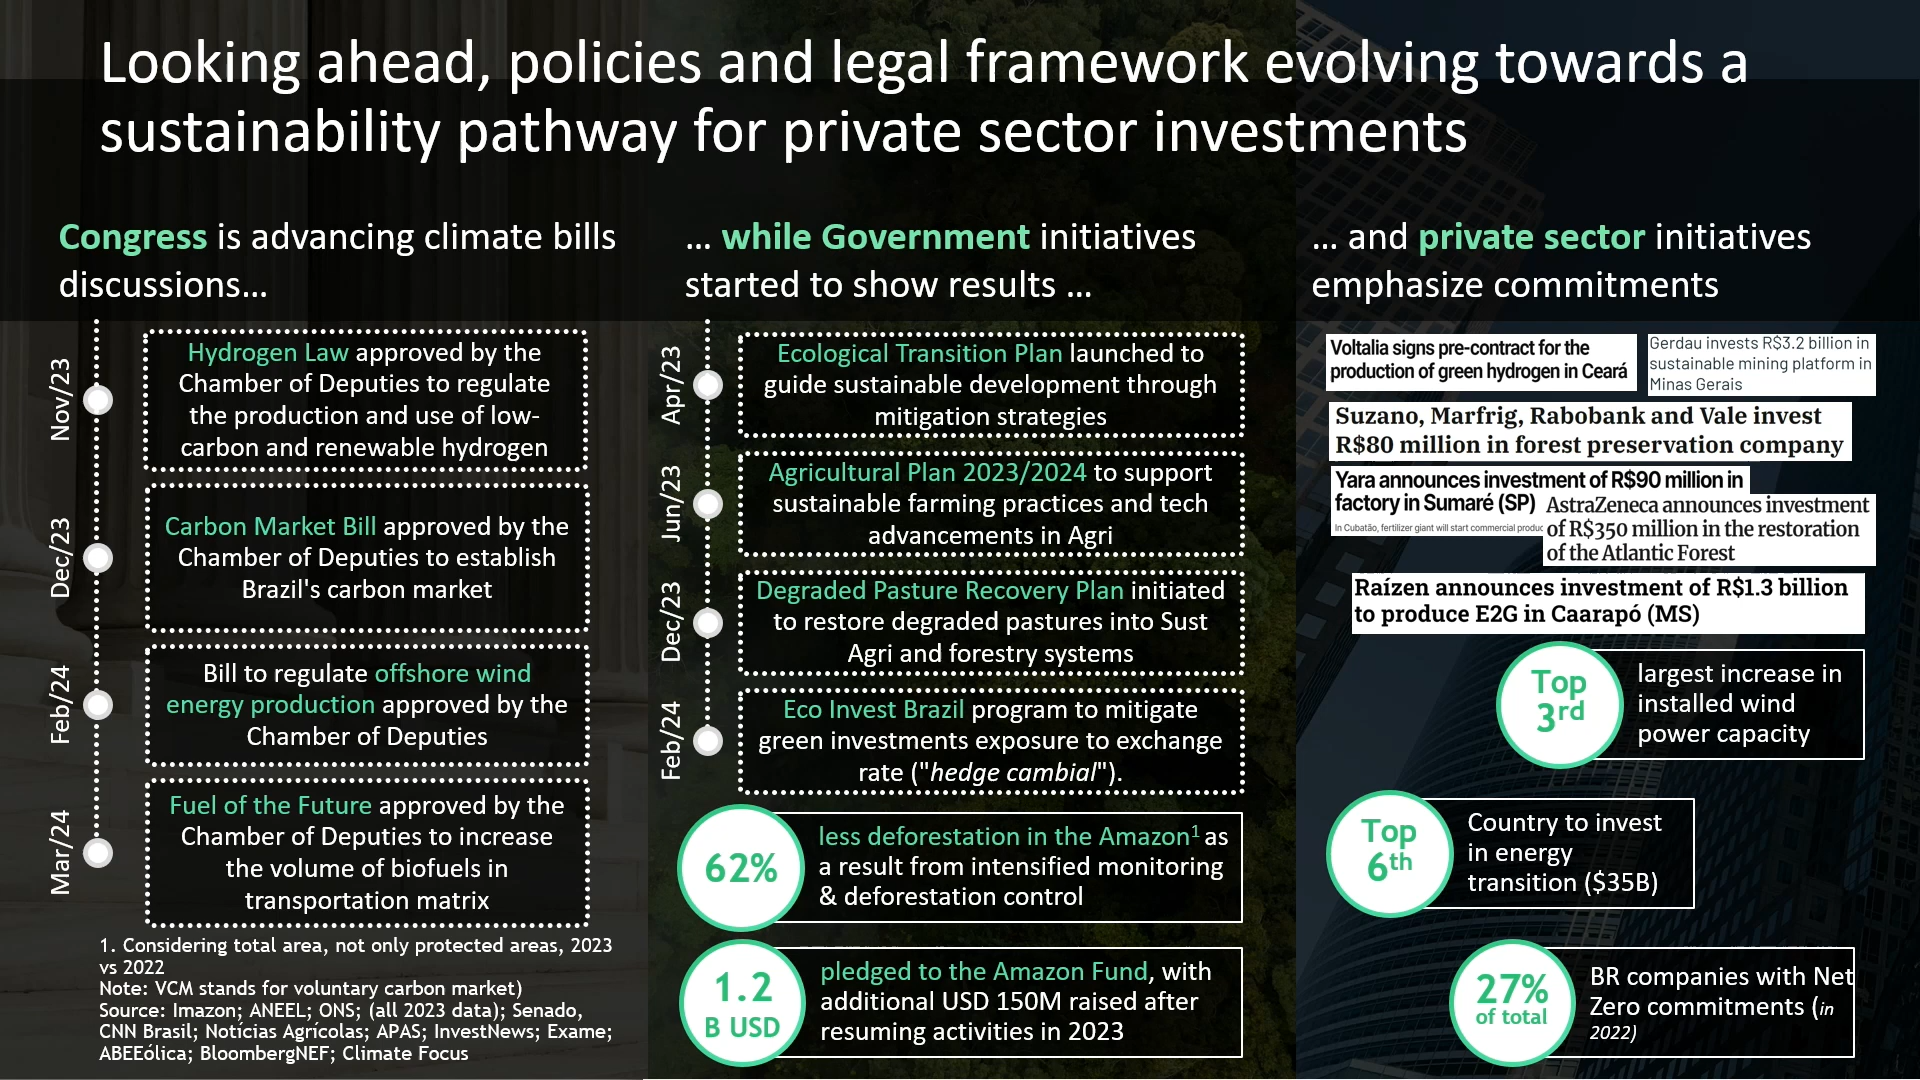 Looking ahead, policies and legal framework evolving towards a
sustainability pathway for private sector investments
Congress is advancing climate bills
discussions…
Nov/23
Hydrogen Law approved by the
Chamber of Deputies to regulate
the production and use of low-
carbon and renewable hydrogen
Dec/23
Carbon Market Bill approved by the
Chamber of Deputies to establish
Brazil's carbon market
Feb/24
Bill to regulate offshore wind
energy production approved by the
Chamber of Deputies
Mar/24
Fuel of the Future approved by the
Chamber of Deputies to increase
the volume of biofuels in
transportation matrix
1. Considering total area, not only protected areas, 2023
vs 2022
Note: VCM stands for voluntary carbon market)
Source: Imazon; ANEEL; ONS; (all 2023 data); Senado,
CNN Brasil; Notícias Agrícolas; APAS; InvestNews; Exame;
ABEEólica; BloombergNEF; Climate Focus
… while Government initiatives
started to show results …
Apr/23
Ecological Transition Plan launched to
guide sustainable development through
mitigation strategies
Jun/23
Agricultural Plan 2023/2024 to support
sustainable farming practices and tech
advancements in Agri
Dec/23
Degraded Pasture Recovery Plan initiated
to restore degraded pastures into Sust
Agri and forestry systems
Feb/24
Eco Invest Brazil program to mitigate
green investments exposure to exchange
rate ("hedge cambial").
62%
less deforestation in the Amazon¹ as
a result from intensified monitoring
& deforestation control
1.2
B USD
pledged to the Amazon Fund, with
additional USD 150M raised after
resuming activities in 2023
… and private sector initiatives
emphasize commitments
Voltalia signs pre-contract for the
production of green hydrogen in Ceará
Gerdau invests R$3.2 billion in
sustainable mining platform in
Minas Gerais
Suzano, Marfrig, Rabobank and Vale invest
R$80 million in forest preservation company
Yara announces investment of R$90 million in
factory in Sumaré (SP)
In Cubatão, fertilizer giant will start commercial
AstraZeneca announces investment
of R$350 million in the restoration
of the Atlantic Forest
Raízen announces investment of R$1.3 billion
to produce E2G in Caarapó (MS)
Top
3rd
largest increase in
installed wind
power capacity
Top
6th
Country to invest
in energy
transition ($35B)
27%
of total
BR companies with Net
Zero commitments (in
2022)